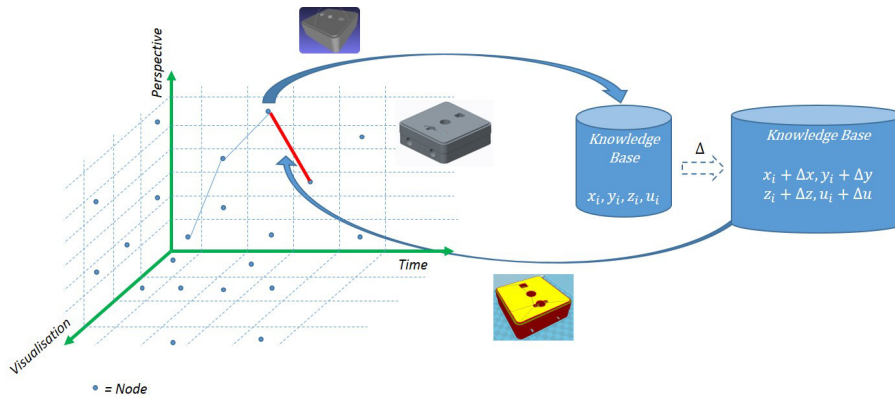 Perspective
Time
Visualisation
= Node
Knowledge
Base
x_i, y_i, z_i, u_i
Δ
Knowledge Base
x_i + Δx, y_i + Δy
z_i + Δz, u_i + Δu